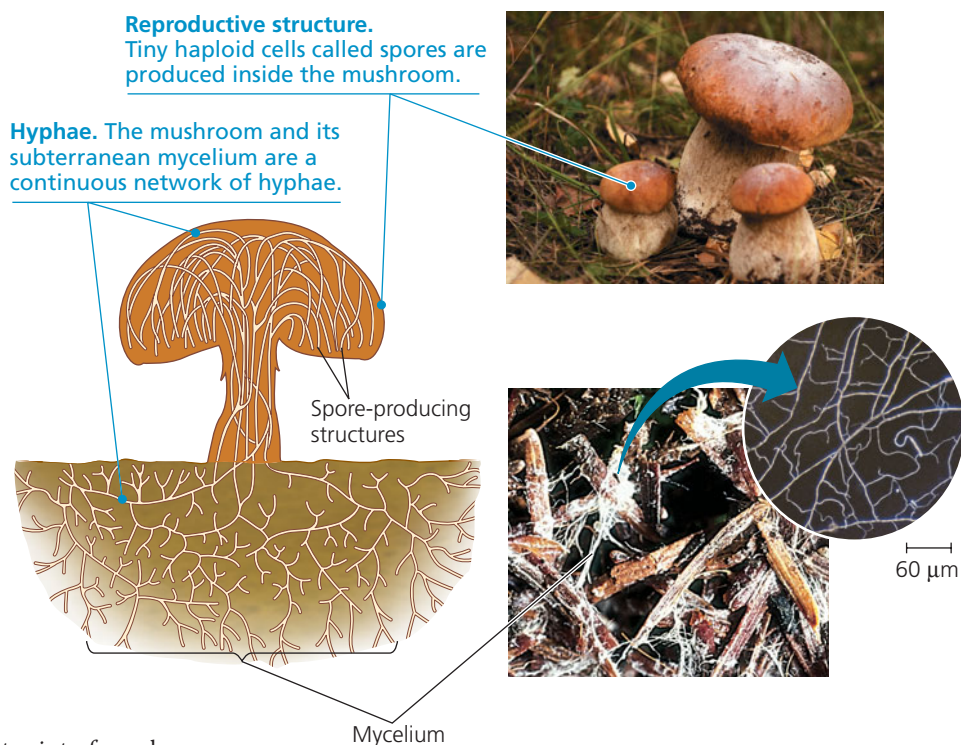 Reproductive structure.
Tiny haploid cells called spores are
produced inside the mushroom.
Hyphae. The mushroom and its
subterranean mycelium are a
continuous network of hyphae.
Spore-producing
structures
60 μm
Mycelium